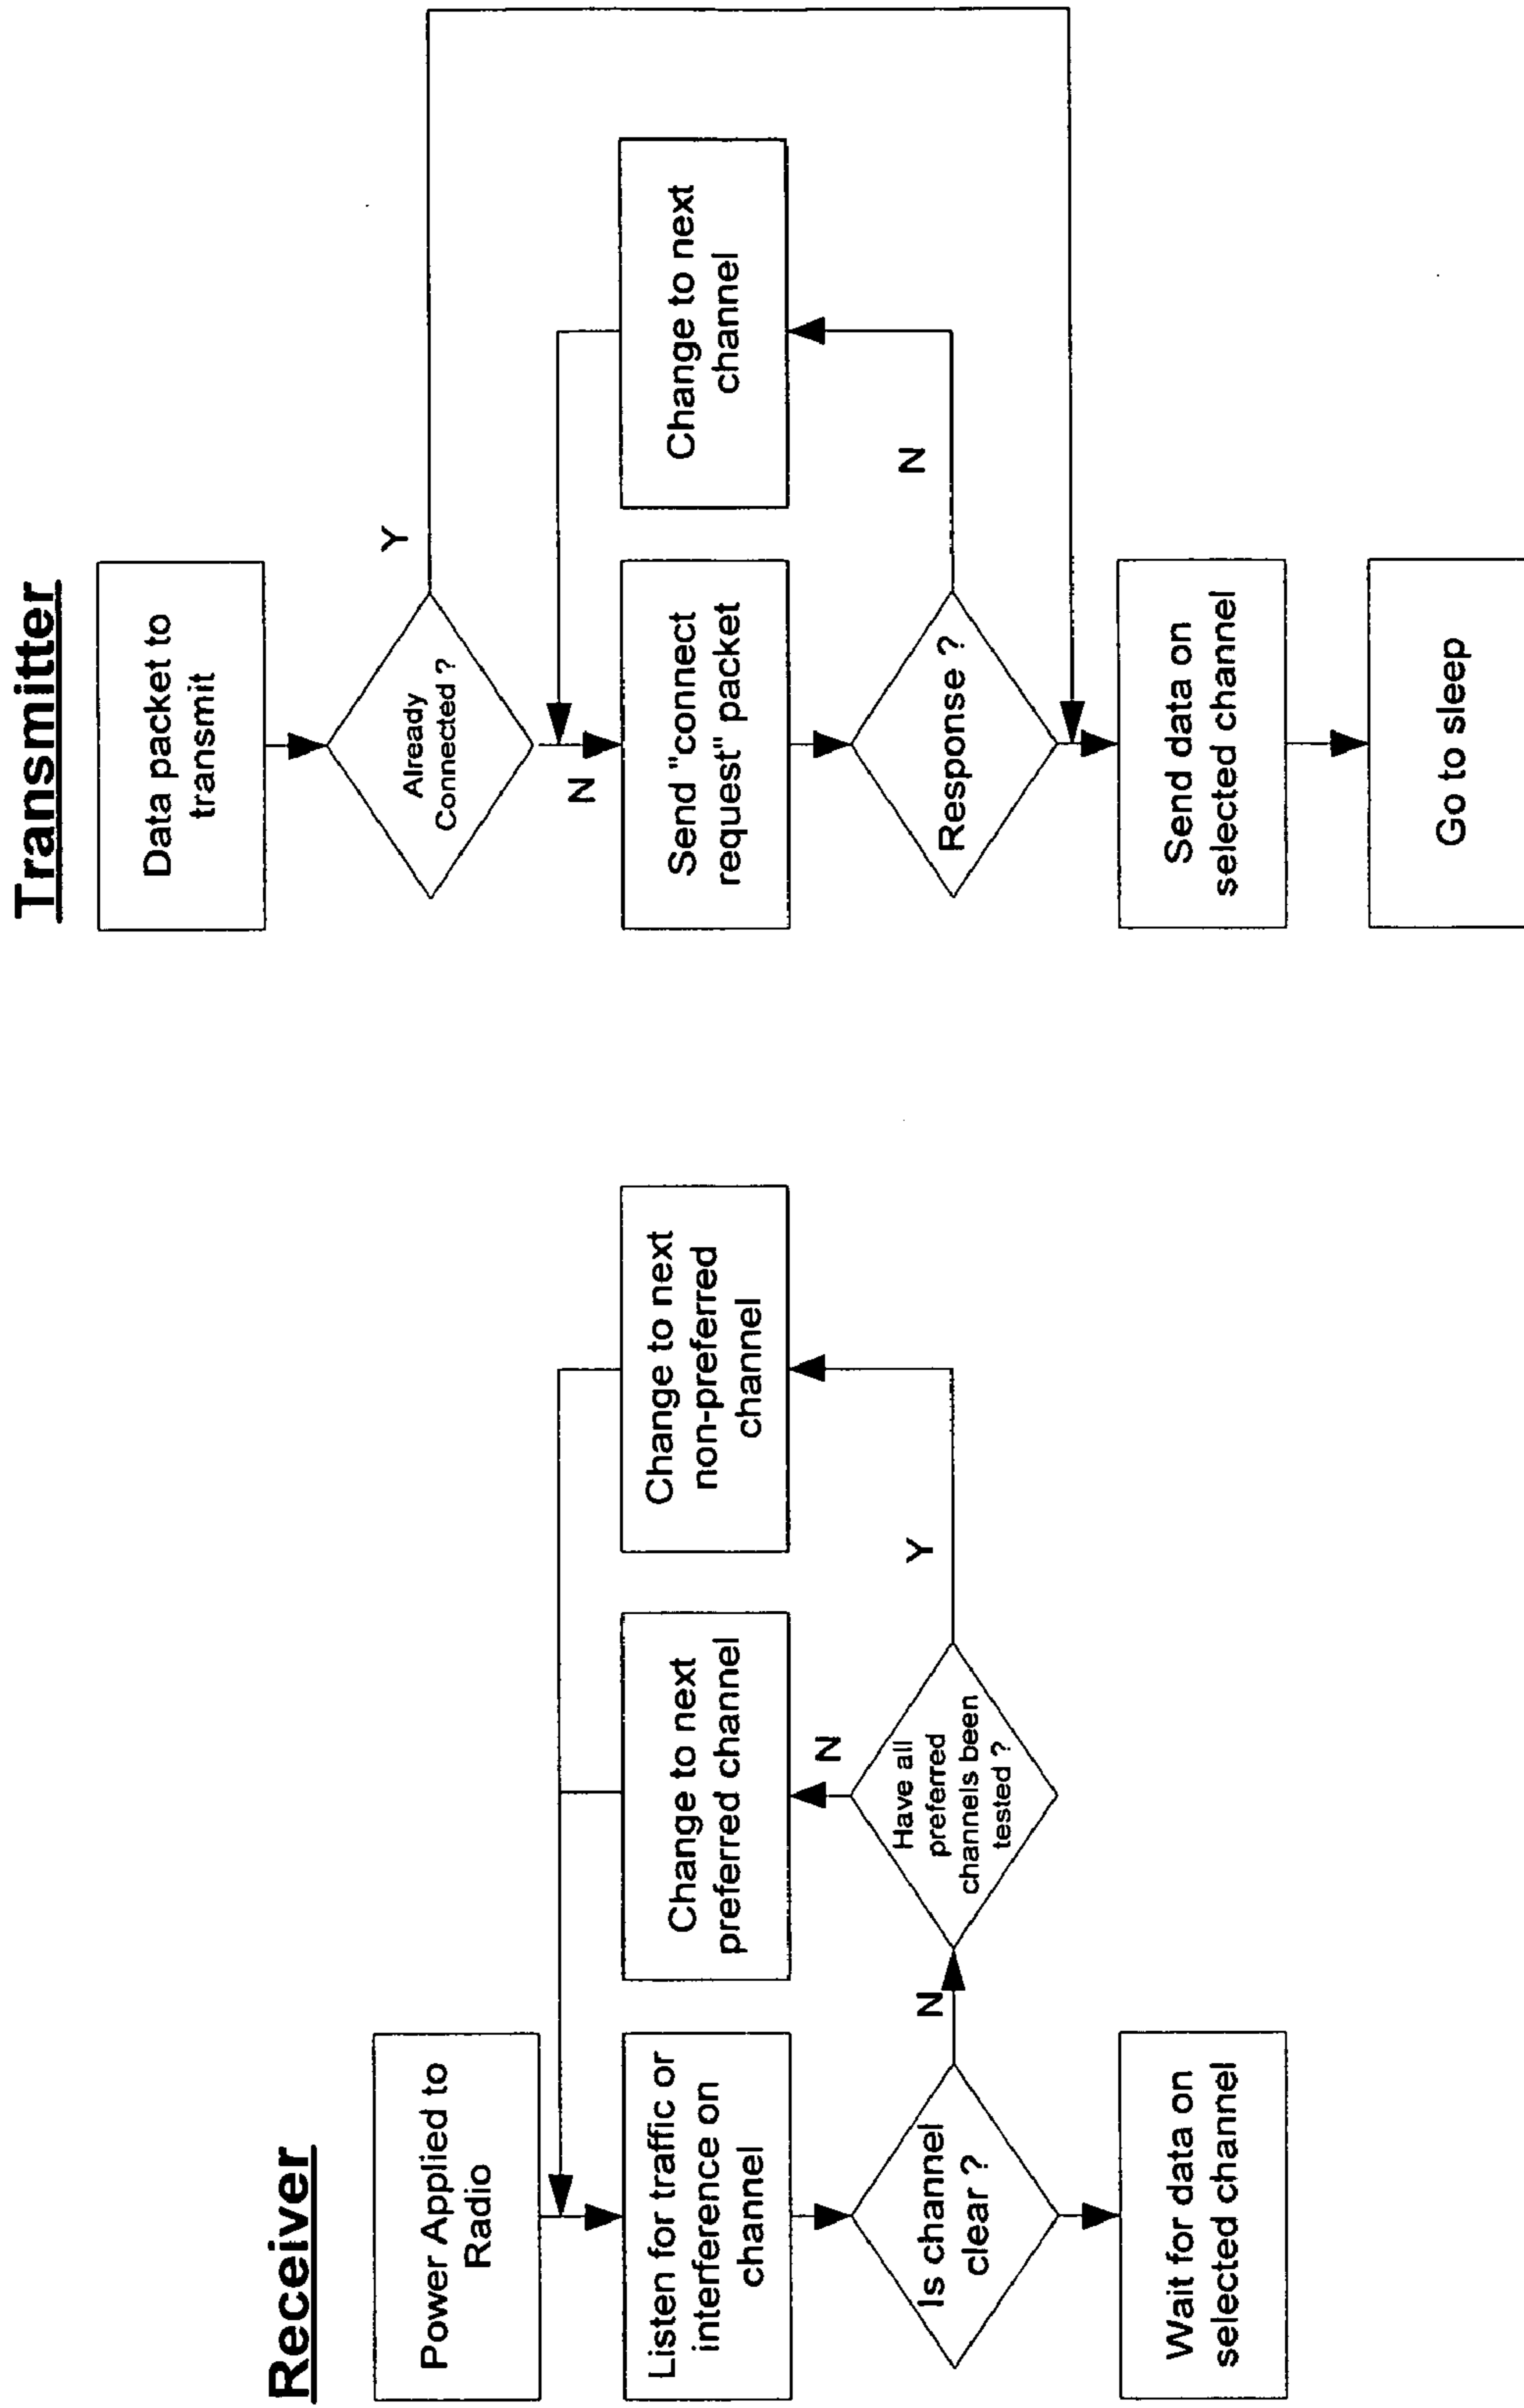 Receiver
Power Applied to
Radio
Listen for traffic or
interference on
channel
Is channel
clear ?
N
Wait for data on
selected channel
Change to next
preferred channel
N
Have all
preferred
channels been
tested ?
Y
Change to next
non-preferred
channel
Transmitter
Data packet to
transmit
Already
Connected ?
Y
N
Send "connect
request" packet
Response ?
N
Change to next
channel
Send data on
selected channel
Go to sleep